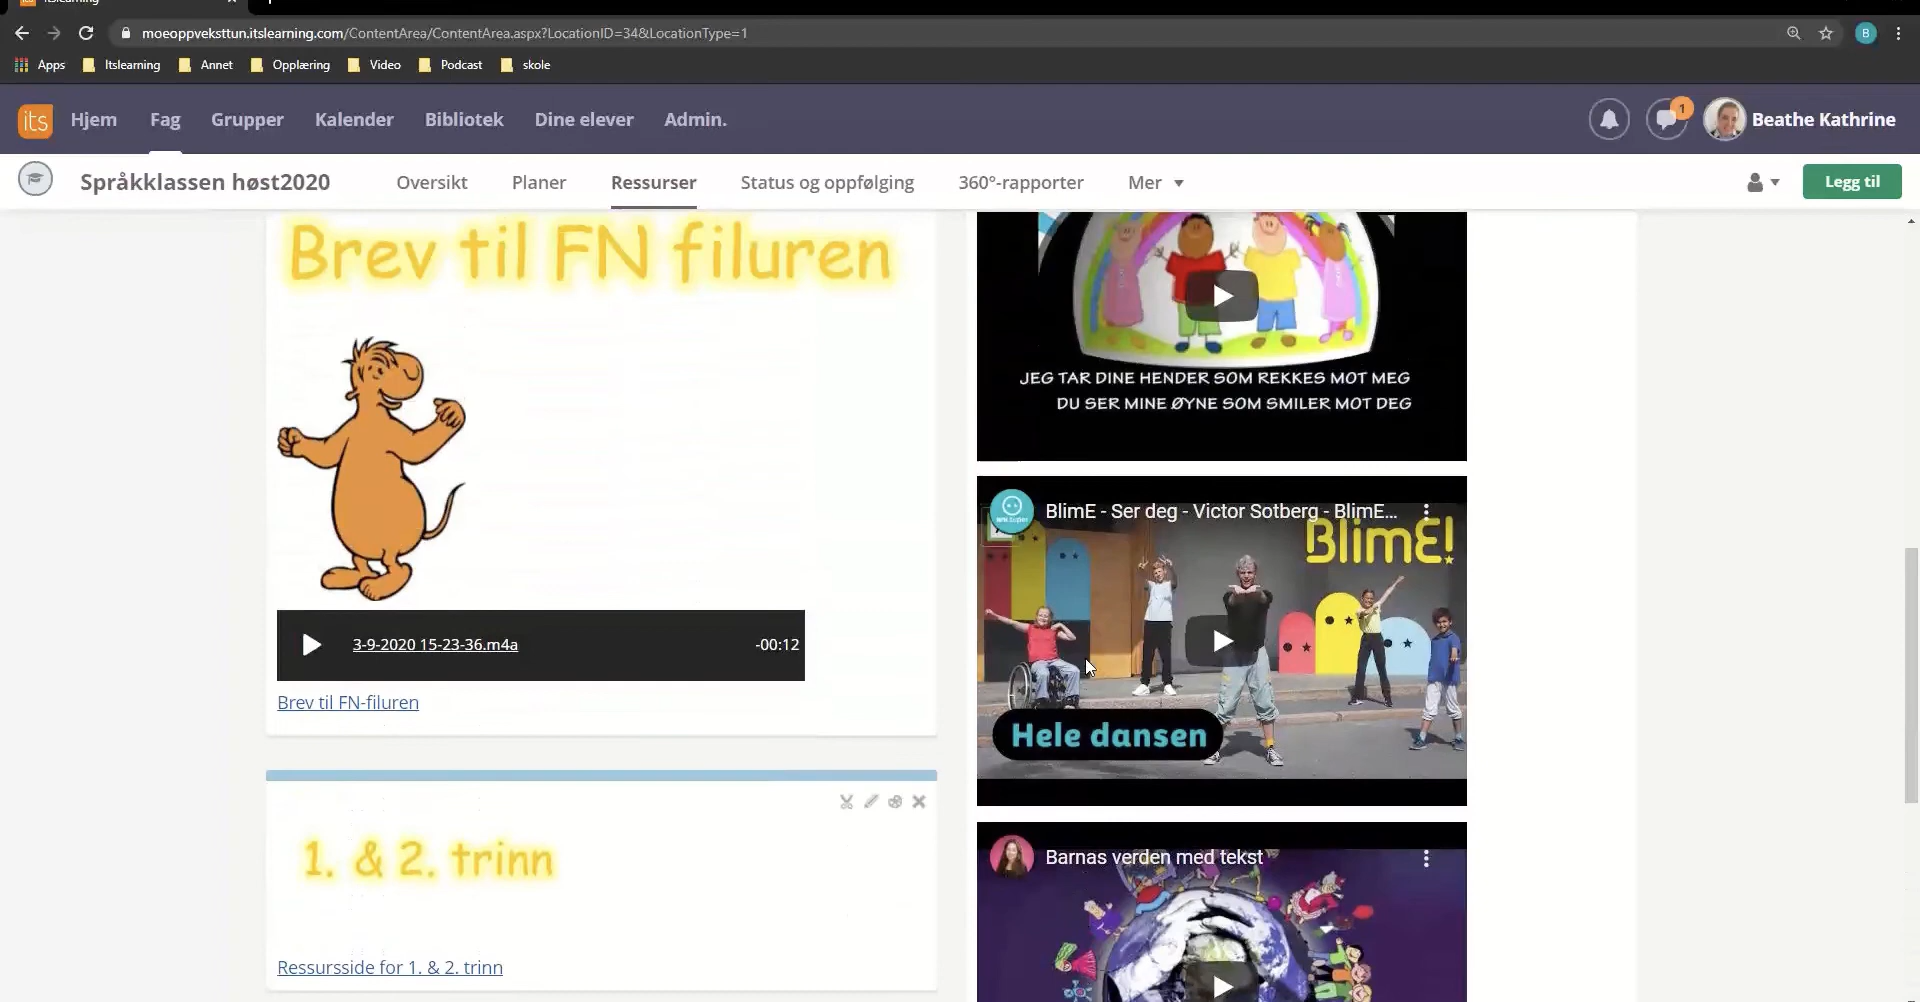 itslearning
moeoppveksttun.itslearning.com/ContentArea/ContentArea.aspx?LocationID=34&LocationType=1
B
Apps Itslearning Annet Opplæring Video Podcast skole
its Hjem Fag Grupper Kalender Bibliotek Dine elever Admin. 1 Beathe Kathrine
Språkklassen høst2020 Oversikt Planer Ressurser Status og oppfølging 360°-rapporter Mer Legg til
Brev til FN filuren
3-9-2020 15-23-36.m4a -00:12
Brev til FN-filuren
1. & 2. trinn
Ressursside for 1. & 2. trinn
JEG TAR DINE HENDER SOM REKKES MOT MEG
DU SER MINE ØYNE SOM SMILER MOT DEG
BlimE - Ser deg - Victor Sotberg - BlimE...
BlimE!
Hele dansen
Barnas verden med tekst